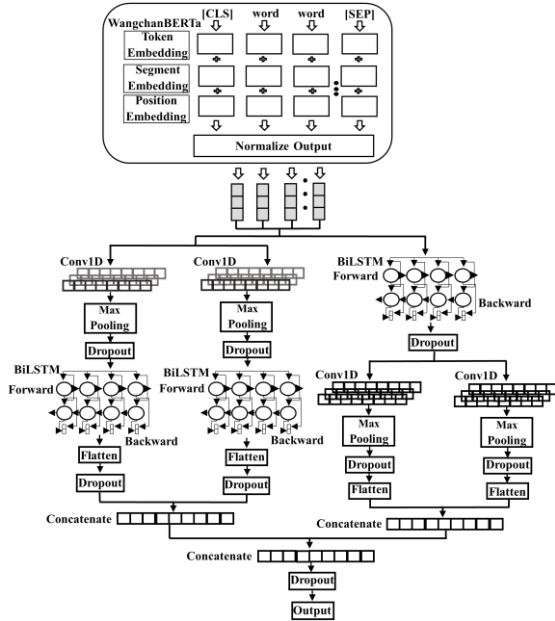 WangchanBERTa
[CLS] word word [SEP]
Token
Embedding
Segment
Embedding
Position
Embedding
Normalize Output
Conv1D Conv1D
BiLSTM
Forward
Backward
Max
Pooling
Max
Pooling
Dropout Dropout
Dropout
BiLSTM
Forward
BiLSTM
Forward
Backward Backward
Conv1D Conv1D
Max
Pooling
Max
Pooling
Flatten Flatten
Dropout Dropout
Dropout Dropout
Flatten Flatten
Concatenate
Concatenate
Concatenate
Dropout
Output